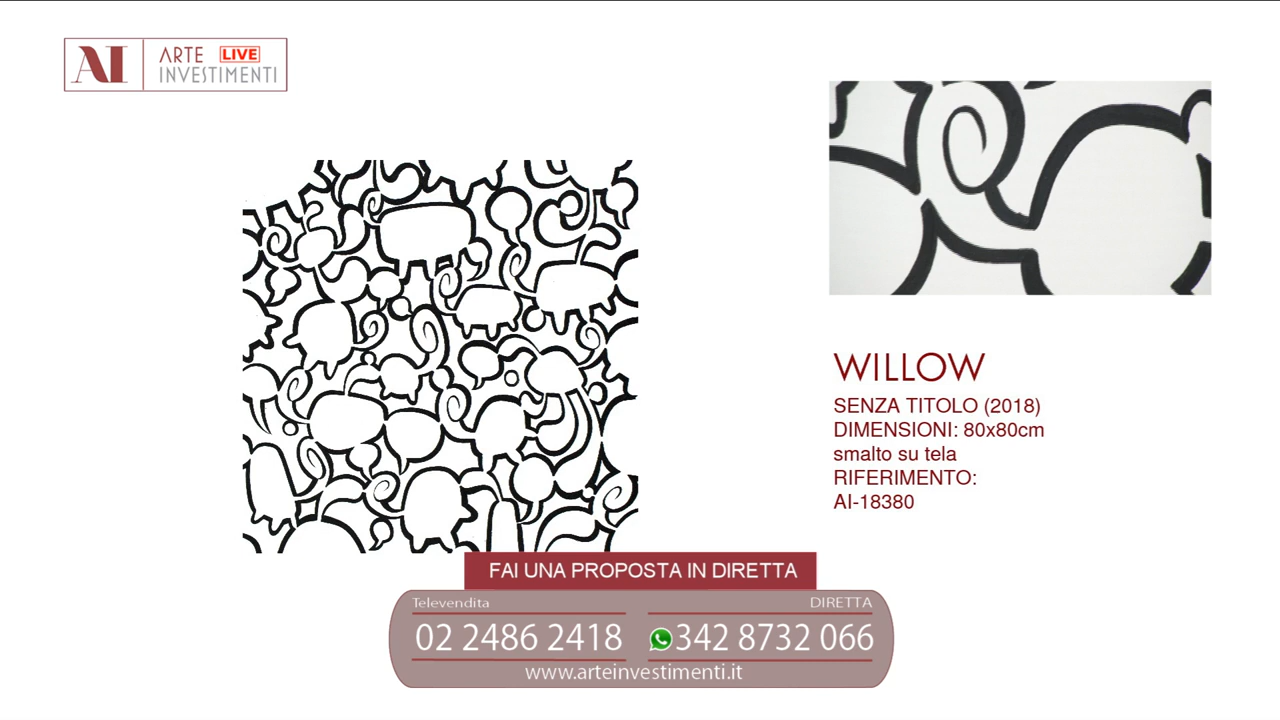 AI
ARTE LIVE
INVESTIMENTI
WILLOW
SENZA TITOLO (2018)
DIMENSIONI: 80x80cm
smalto su tela
RIFERIMENTO:
AI-18380
FAI UNA PROPOSTA IN DIRETTA
Televendita DIRETTA
02 2486 2418 342 8732 066
www.arteinvestimenti.it